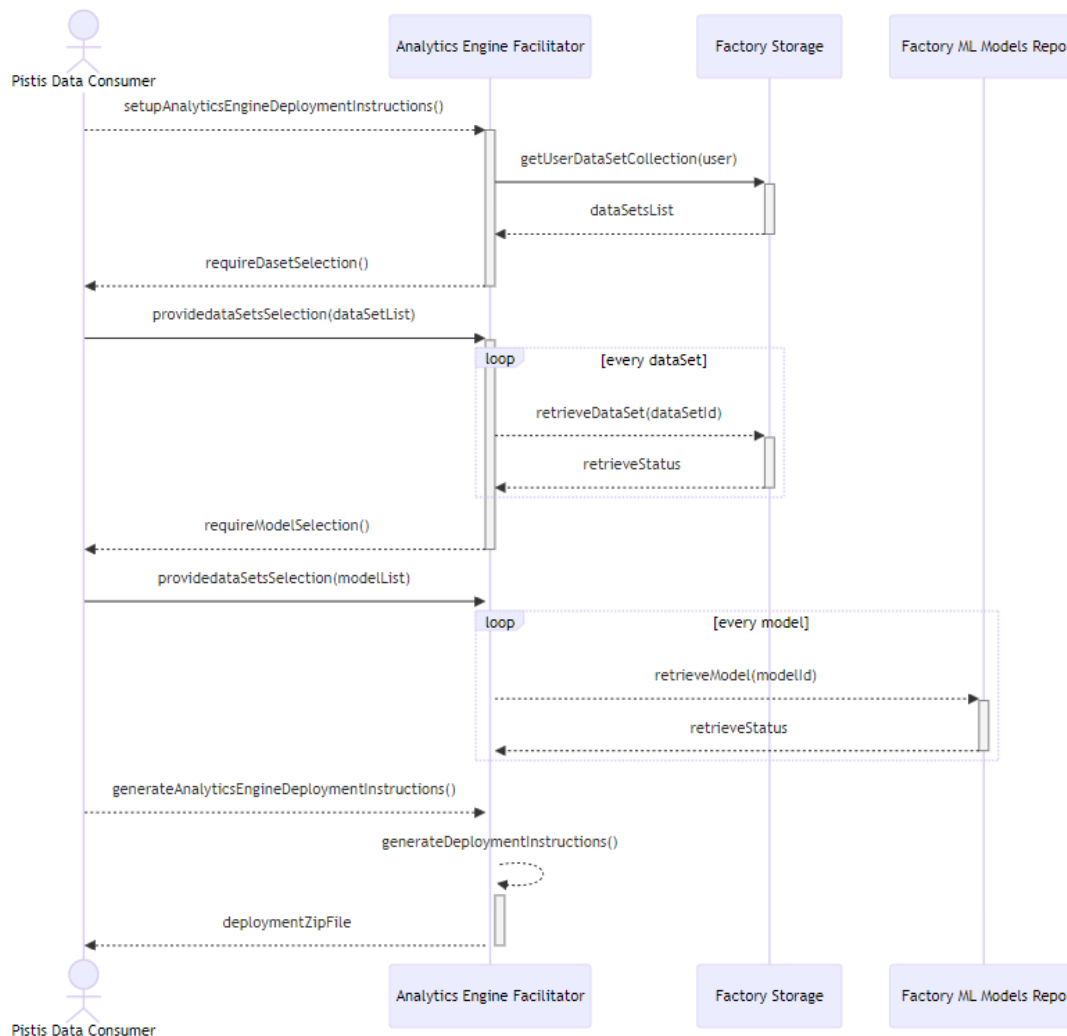 Analytics Engine Facilitator
Factory Storage
Factory ML Models Repo
Pistis Data Consumer
setupAnalyticsEngineDeploymentInstructions()
getUserDataSetCollection(user)
dataSetsList
requireDasetSelection()
providedataSetsSelection(dataSetList)
loop
[every dataSet]
retrieveDataSet(dataSetId)
retrieveStatus
requireModelSelection()
providedataSetsSelection(modelList)
loop
[every model]
retrieveModel(modelId)
retrieveStatus
generateAnalyticsEngineDeploymentInstructions()
generateDeploymentInstructions()
deploymentZipFile
Analytics Engine Facilitator
Factory Storage
Factory ML Models Repo
Pistis Data Consumer